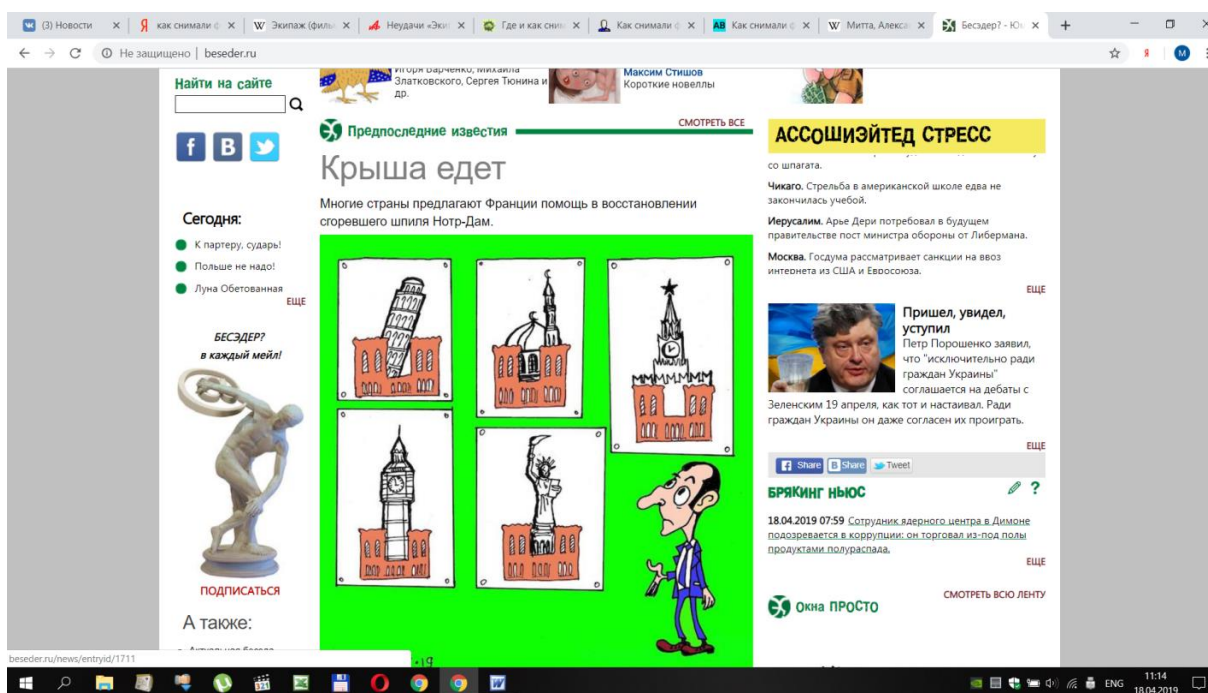 (3) Новости
как снимали ф
Экипаж (филь
Неудачи «Эки
Где и как сни
Как снимали ф
Как снимали с
Митта, Алекса
Бесэдер? - Ю
Не защищено | beseder.ru
Найти на сайте
Сегодня:
К партеру, сударь!
Польше не надо!
Луна Обетованная
ЕЩЕ
БЕСЭДЕР?
в каждый мейл!
ПОДПИСАТЬСЯ
А также:
Игоря Варченко, Михаила
Златковского, Сергея Тюнина и
др.
Максим Стишов
Короткие новеллы
Предпоследние известия
СМОТРЕТЬ ВСЕ
Крыша едет
Многие страны предлагают Франции помощь в восстановлении
сгоревшего шпиля Нотр-Дам.
АССОШИЭЙТЕД СТРЕСС
со шпагата.
Чикаго. Стрельба в американской школе едва не
закончилась учебой.
Иерусалим. Арье Дери потребовал в будущем
правительстве пост министра обороны от Либермана.
Москва. Госдума рассматривает санкции на ввоз
интернета из США и Евросоюза.
ЕЩЕ
Пришел, увидел,
уступил
Петр Порошенко заявил,
что "исключительно ради
граждан Украины"
соглашается на дебаты с
Зеленским 19 апреля, как тот и настаивал. Ради
граждан Украины он даже согласен их проиграть.
ЕЩЕ
Share Share Tweet
БРЯКИНГ НЬЮС
18.04.2019 07:59 Сотрудник ядерного центра в Димоне
подозревается в коррупции: он торговал из-под полы
продуктами полураспада.
ЕЩЕ
Окна ПРОСТО
СМОТРЕТЬ ВСЮ ЛЕНТУ
beseder.ru/news/entryid/1711
ENG
11:14
18.04.2019